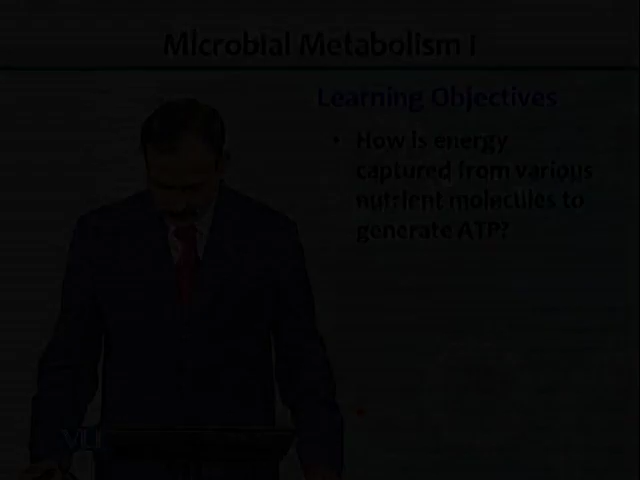 Microbial Metabolism I
Learning Objectives
• How is energy
captured from various
nutrient molecules to
generate ATP?